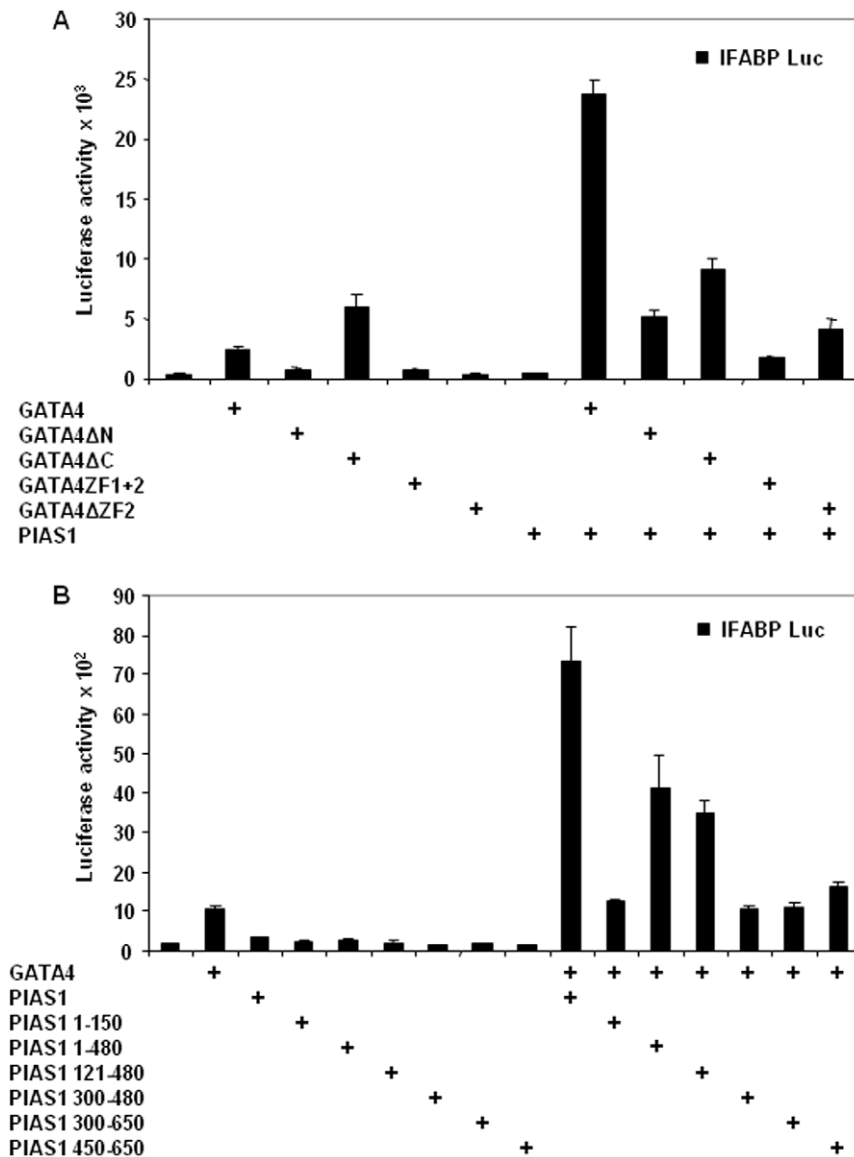 A
30
25
20
15
10
5
0
Luciferase activity x 10³
IFABP Luc
GATA4 + +
GATA4ΔN + +
GATA4ΔC + +
GATA4ZF1+2 + +
GATA4ΔZF2 + +
PIAS1 + + + + + +
B
90
80
70
60
50
40
30
20
10
0
Luciferase activity x 10²
IFABP Luc
GATA4 + + + + + + + +
PIAS1 + +
PIAS1 1-150 + +
PIAS1 1-480 + +
PIAS1 121-480 + +
PIAS1 300-480 + +
PIAS1 300-650 + +
PIAS1 450-650 + +